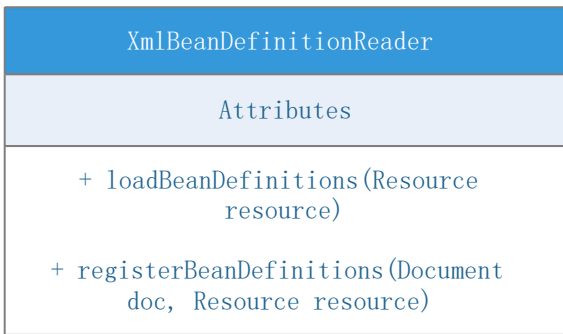 XmlBeanDefinitionReader
Attributes
+ loadBeanDefinitions(Resource
resource)
+ registerBeanDefinitions(Document
doc, Resource resource)